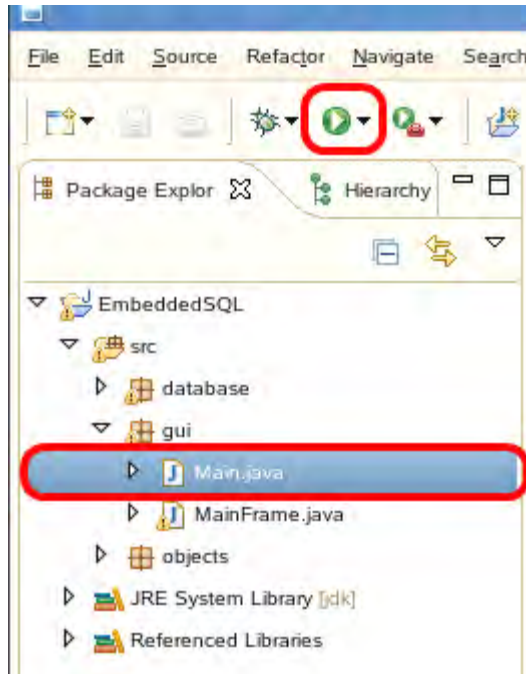 File Edit Source Refactor Navigate Search
Package Explor Hierarchy
EmbeddedSQL
src
database
gui
Main.java
MainFrame.java
objects
JRE System Library [jdk]
Referenced Libraries